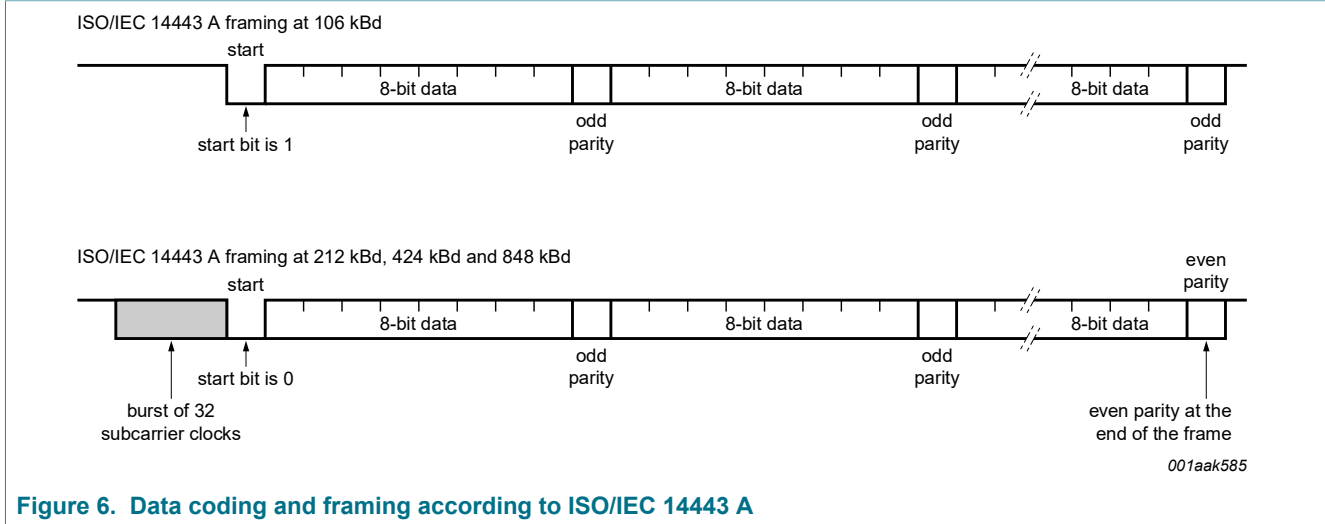 ISO/IEC 14443 A framing at 106 kBd
start
8-bit data
8-bit data
8-bit data
odd
parity
odd
parity
odd
parity
start bit is 1
ISO/IEC 14443 A framing at 212 kBd, 424 kBd and 848 kBd
even
parity
start
8-bit data
8-bit data
8-bit data
odd
parity
odd
parity
start bit is 0
burst of 32
subcarrier clocks
even parity at the
end of the frame
001aak585
Figure 6. Data coding and framing according to ISO/IEC 14443 A